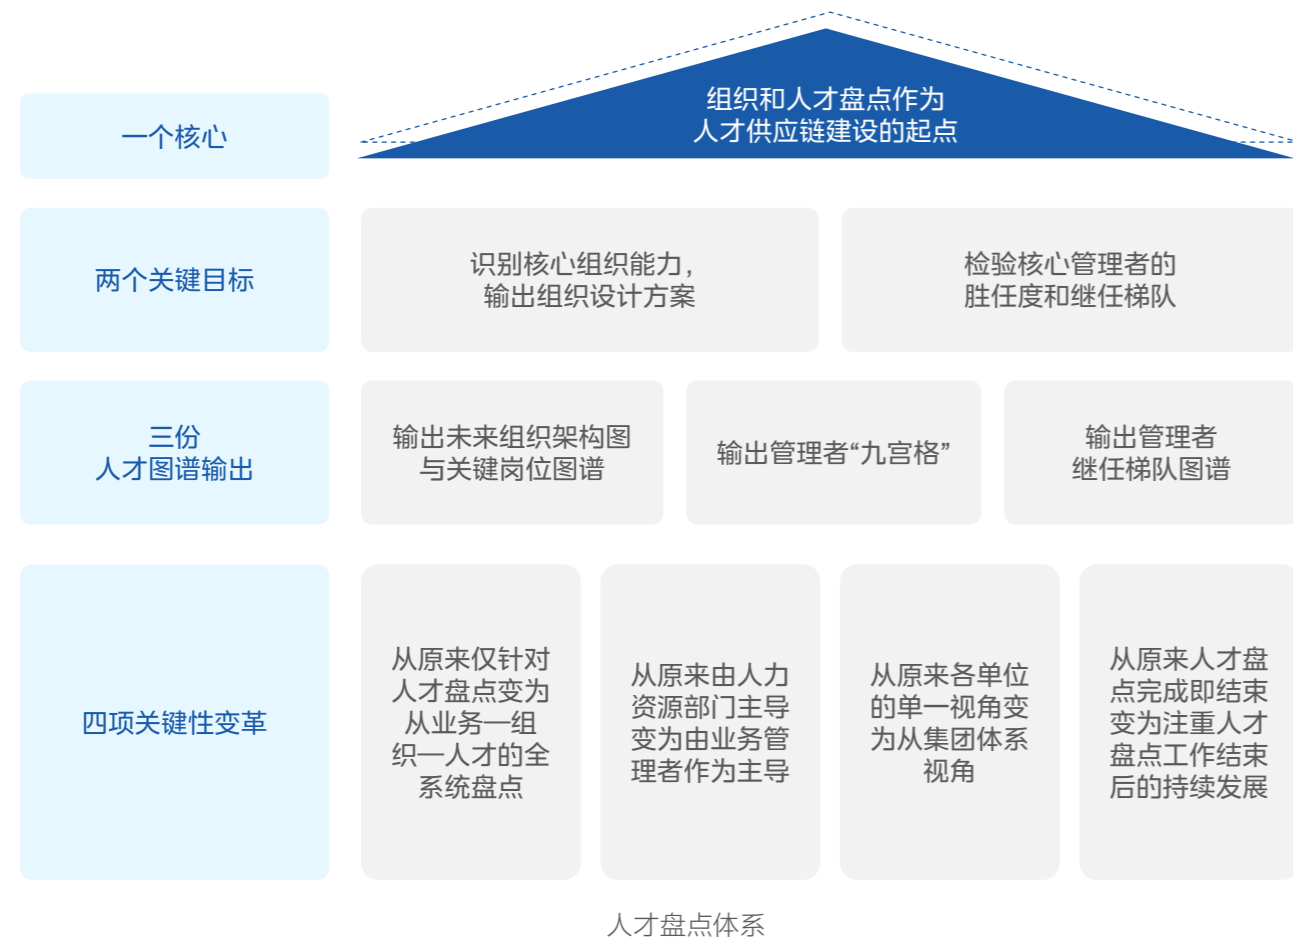 一个核心
组织和人才盘点作为
人才供应链建设的起点
两个关键目标
识别核心组织能力，
输出组织设计方案
检验核心管理者的
胜任度和继任梯队
三份
人才图谱输出
输出未来组织架构图
与关键岗位图谱
输出管理者“九宫格”
输出管理者
继任梯队图谱
四项关键性变革
从原来仅针对
人才盘点变为
从业务—组
织—人才的全
系统盘点
从原来由人力
资源部门主导
变为由业务管
理者作为主导
从原来各单位
的单一视角变
为从集团体系
视角
从原来人才盘
点完成即结束
变为注重人才
盘点工作结束
后的持续发展
人才盘点体系